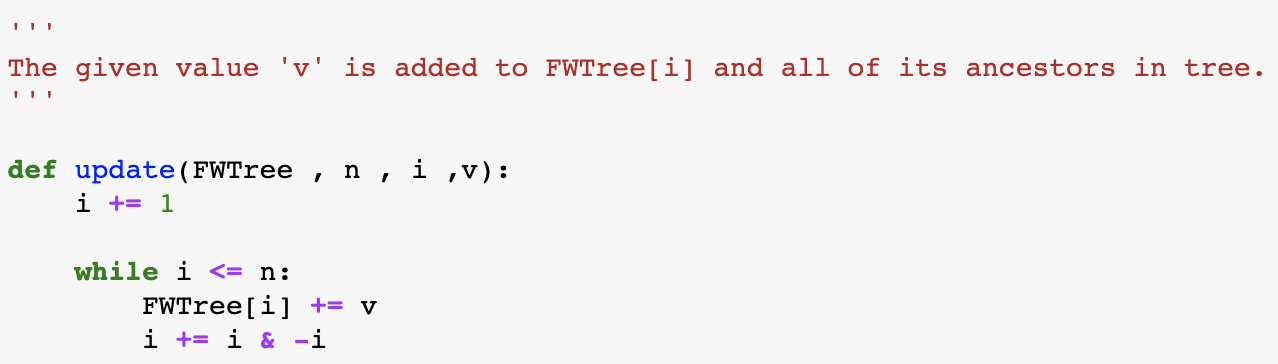 '''
The given value 'v' is added to FWTree[i] and all of its ancestors in tree.
'''
def update(FWTree , n , i ,v):
    i += 1
    while i <= n:
        FWTree[i] += v
        i += i & -i